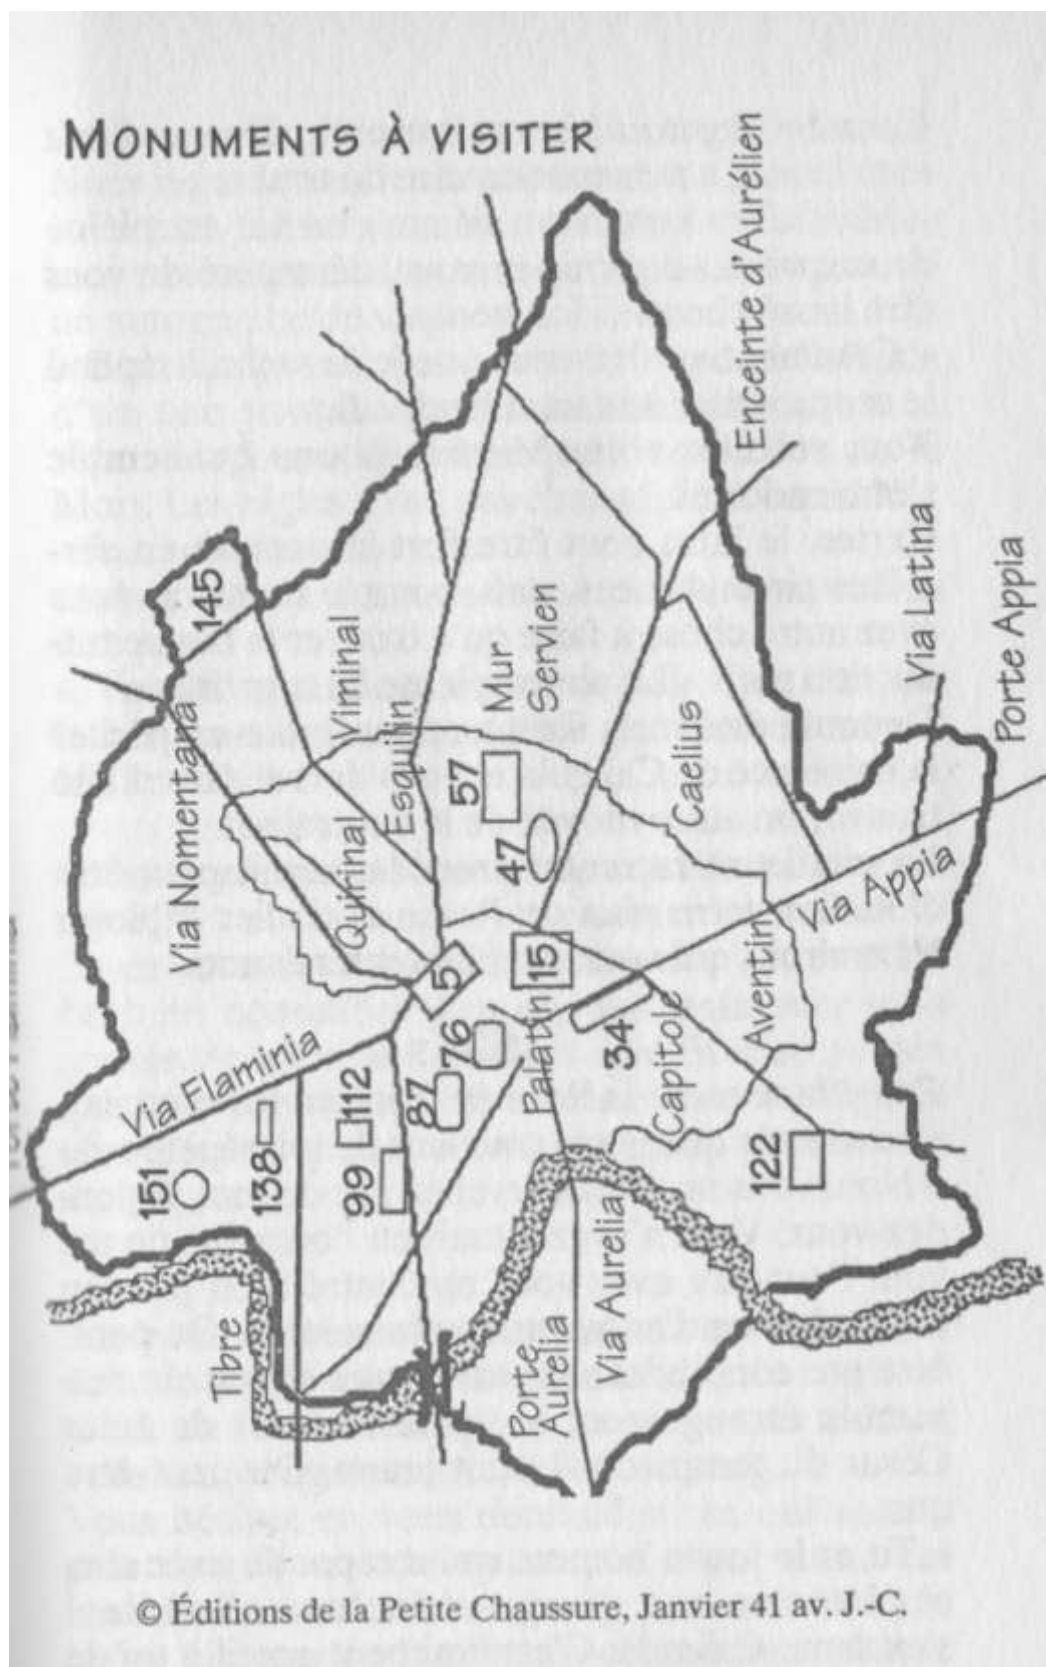 MONUMENTS À VISITER
Enceinte d'Aurélien
145
Via Nomentana
Viminal
Esquilin
Mur
Servien
Via Latina
Porte Appia
Quirinal
57
47
Caelius
Via Appia
5
15
Aventin
Via Flaminia
76
87
Palatin
34
Capitole
112
99
138
151
122
Tibre
Porte
Aurelia
Via Aurelia
© Éditions de la Petite Chaussure, Janvier 41 av. J.-C.